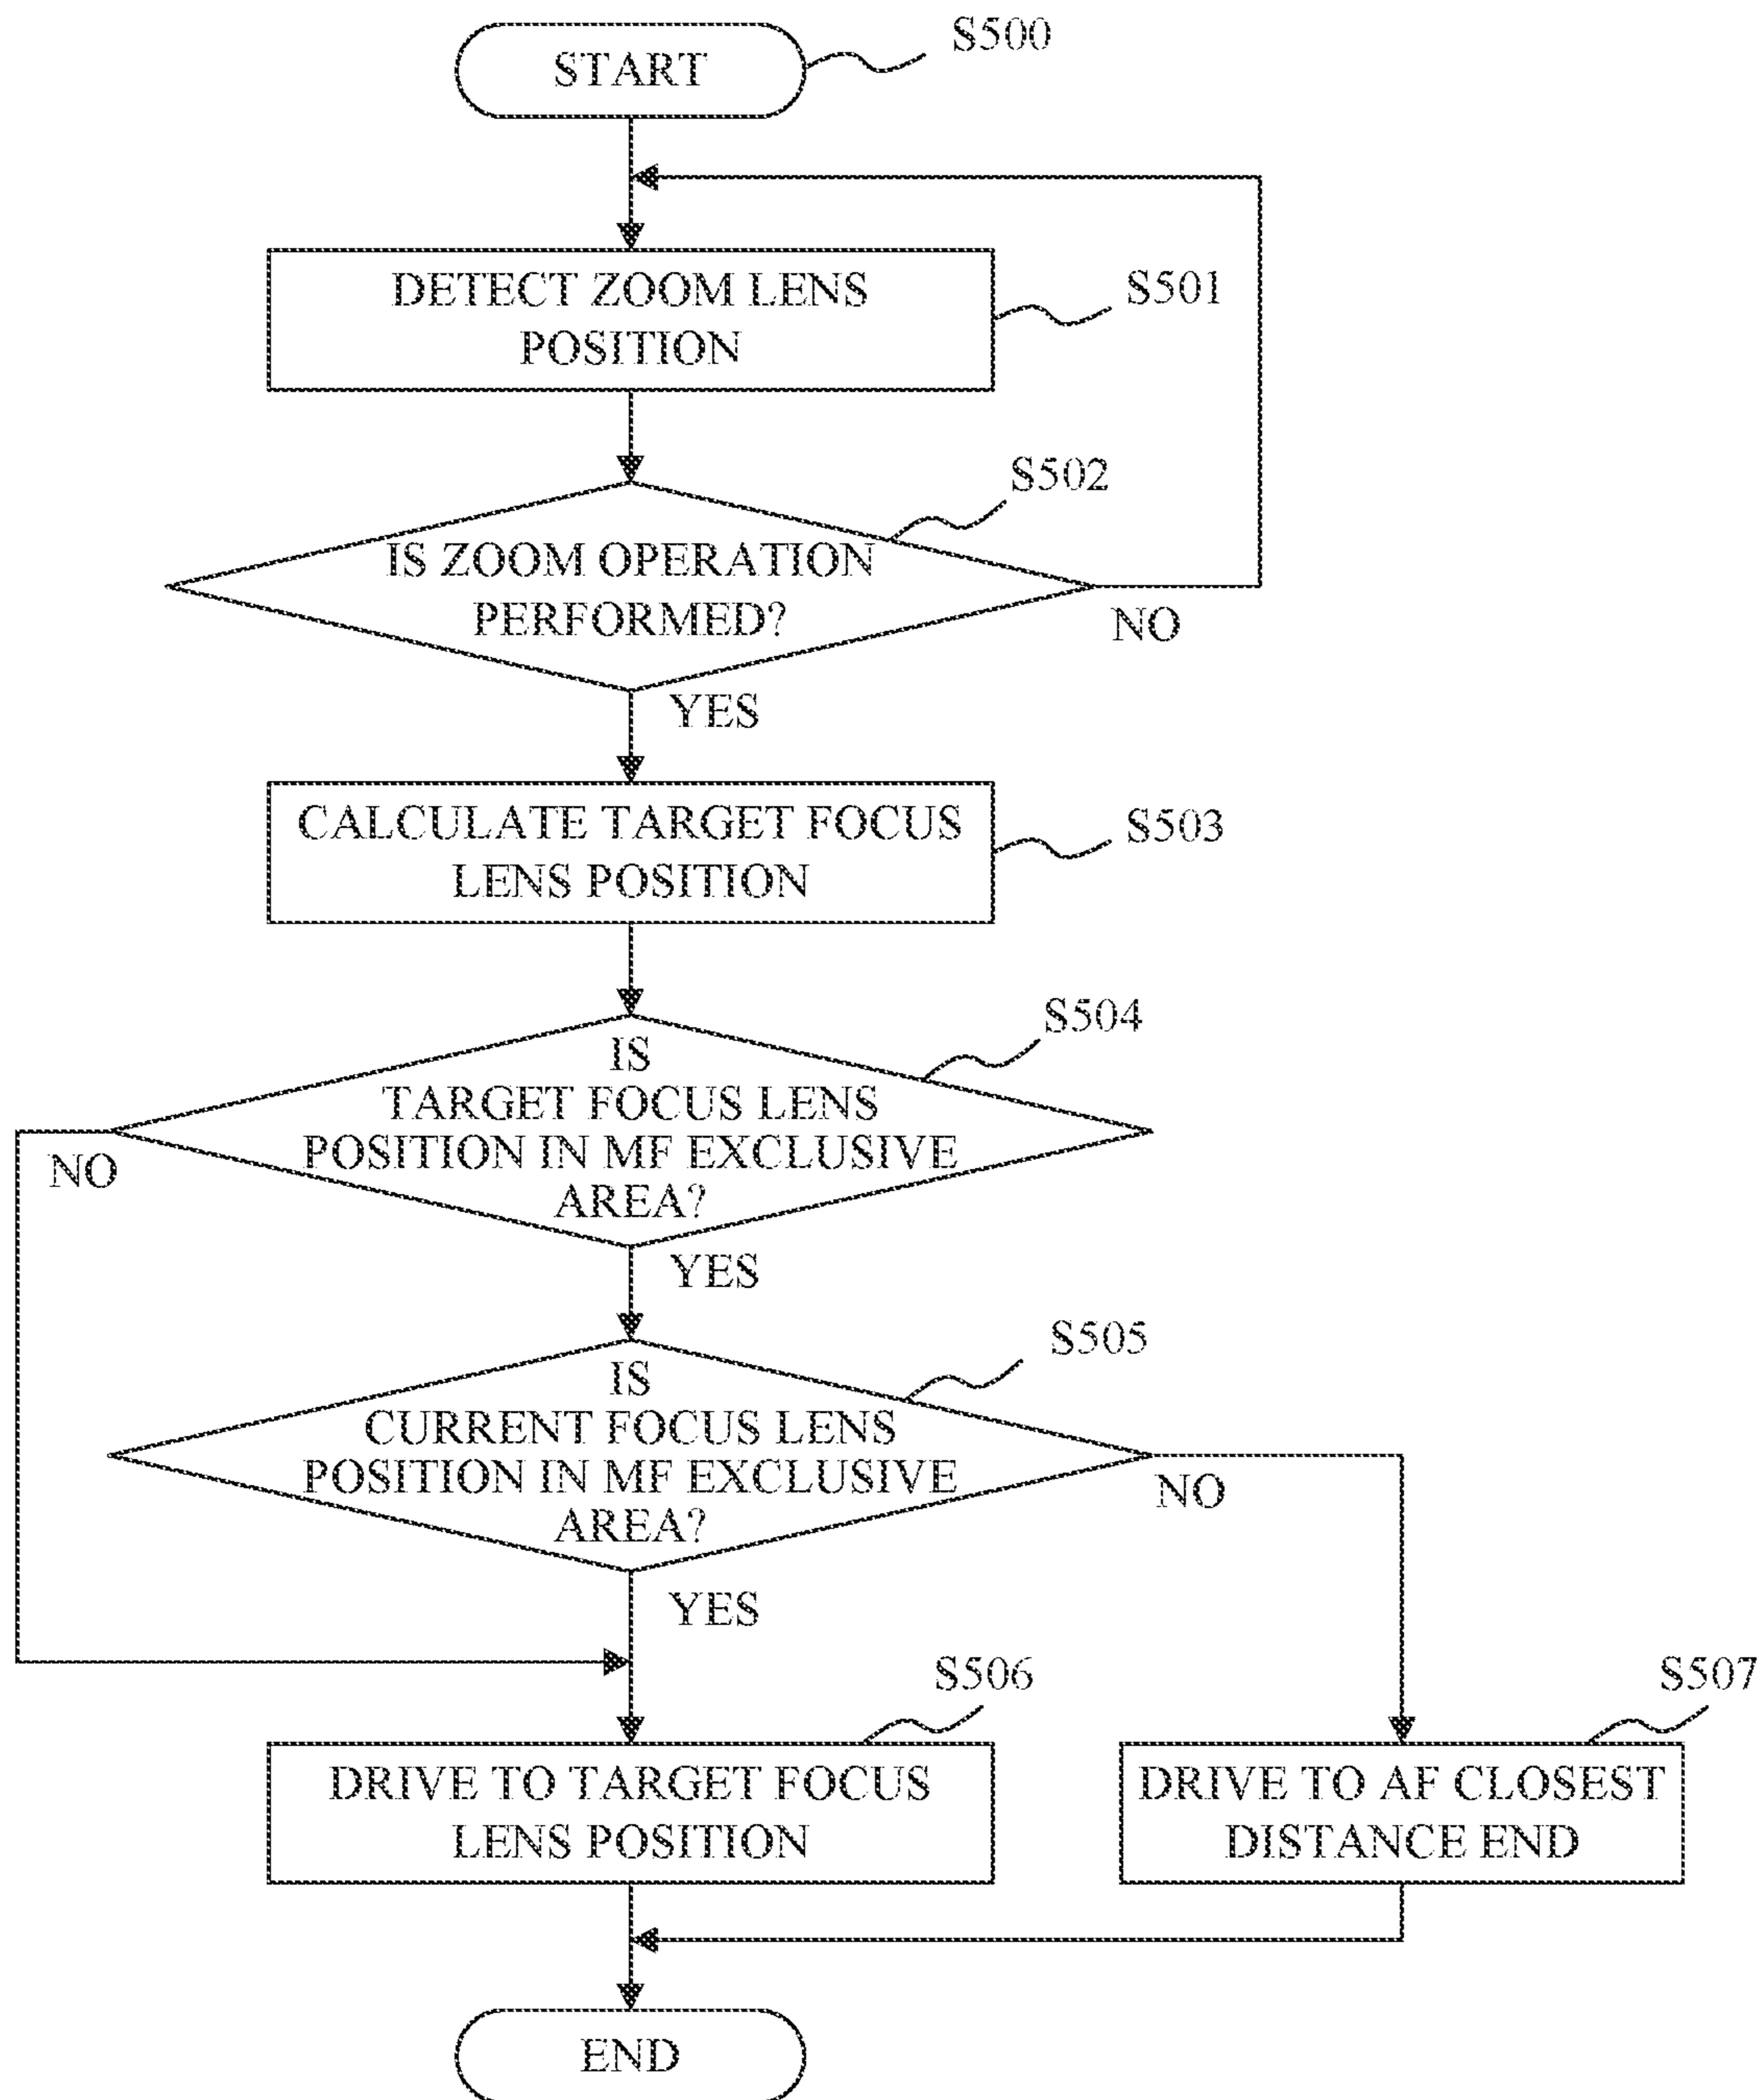 START
S500
DETECT ZOOM LENS
POSITION
S501
S502
IS ZOOM OPERATION
PERFORMED?
NO
YES
CALCULATE TARGET FOCUS
LENS POSITION
S503
S504
IS
TARGET FOCUS LENS
POSITION IN MF EXCLUSIVE
AREA?
NO
YES
S505
IS
CURRENT FOCUS LENS
POSITION IN MF EXCLUSIVE
AREA?
NO
YES
S506
S507
DRIVE TO TARGET FOCUS
LENS POSITION
DRIVE TO AF CLOSEST
DISTANCE END
END